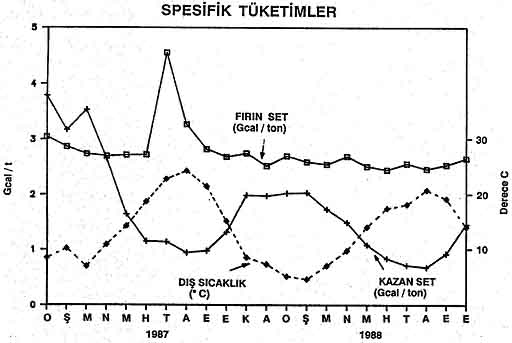 SPESİFİK TÜKETİMLER
5
4
3
2
1
0
Gcal / t
FIRIN SET
(Gcal / ton)
DIŞ SICAKLIK
(° C)
KAZAN SET
(Gcal / ton)
30
20
10
Derece C
O Ş M N M H T A E E K A O Ş M N M H T A E E
1987 1988